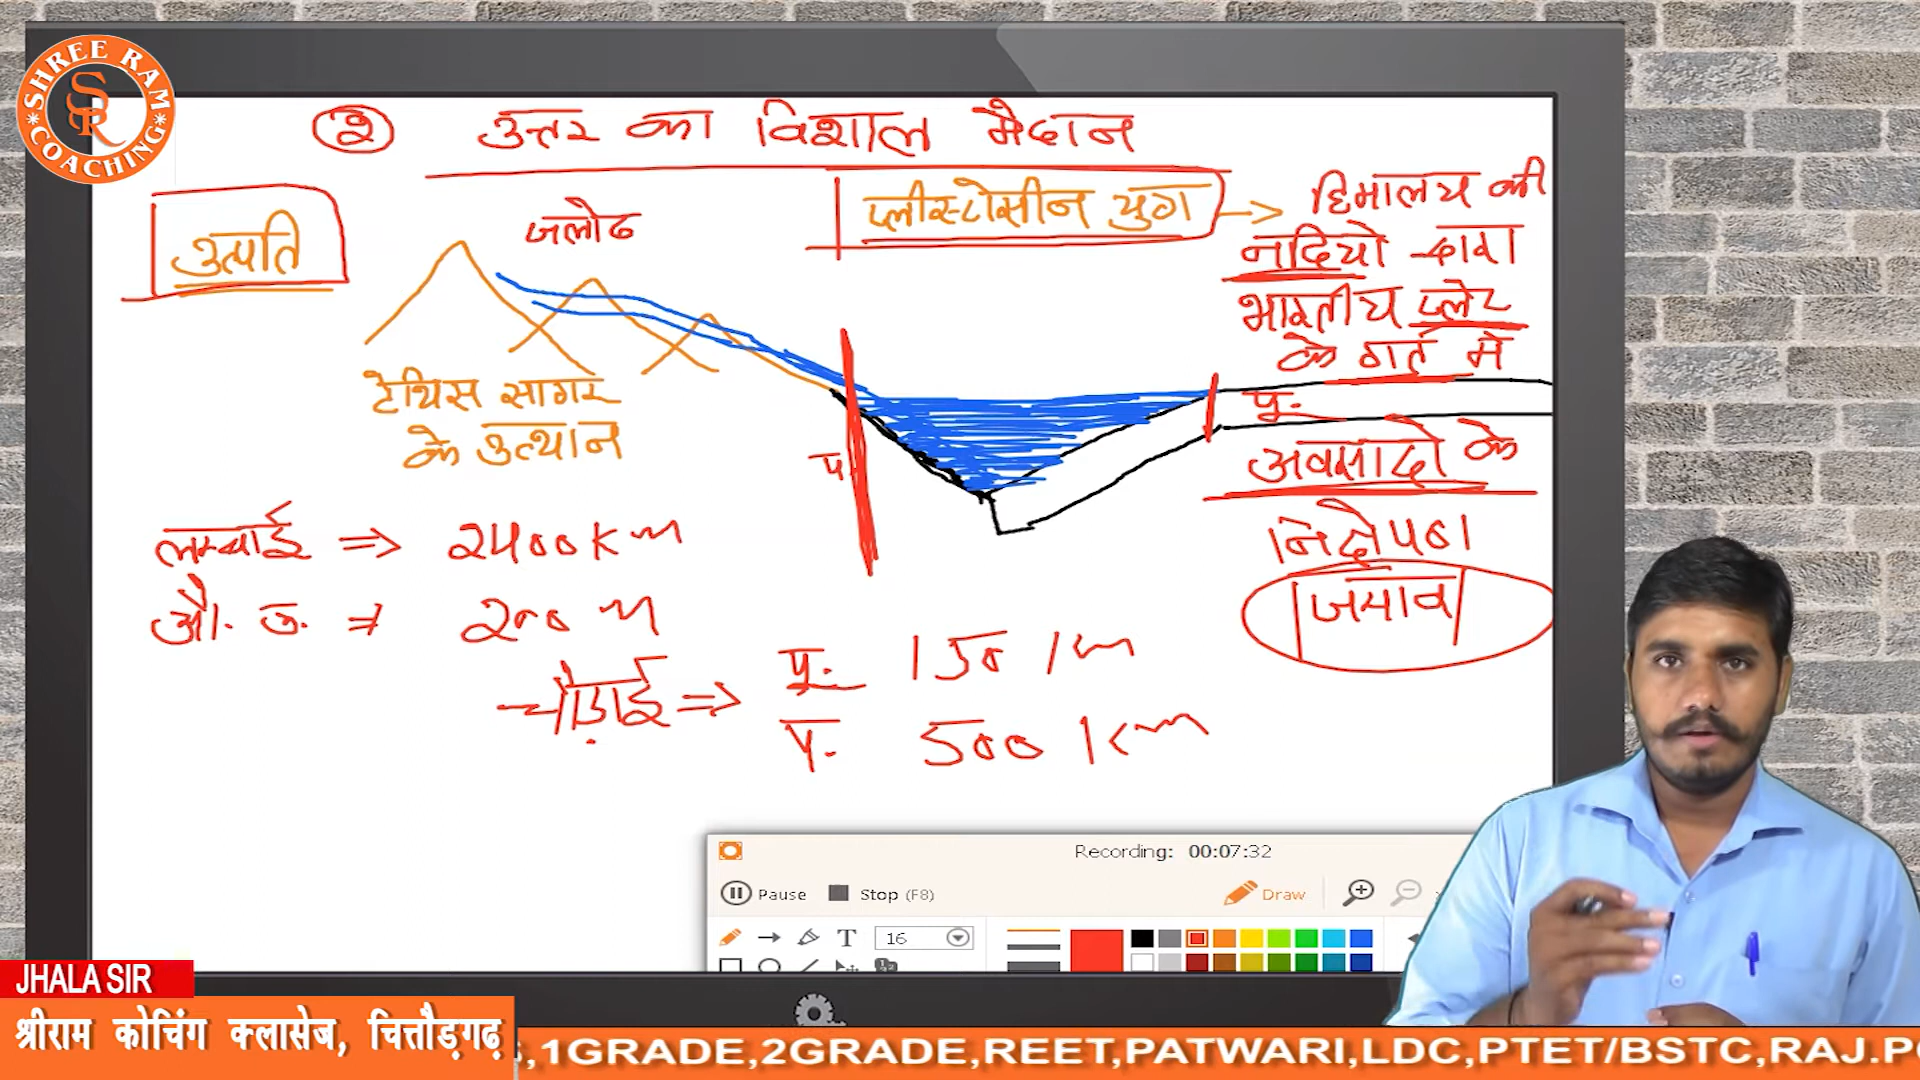 SHREE RAM
COACHING
SRC
② उत्तर का विशाल मैदान
उत्पति
जलोढ
प्लीस्टोसीन युग → हिमालय की
नदियो द्वारा
भारतीय प्लेट
के गर्त मे
अवसादो के
निक्षेपण
जमाव
टेथिस सागर
के उत्थान
प
पू.
लम्बाई ⇒ 2400 km
औ. उ. ⇒ 200 m
चौड़ाई ⇒ पू. 150 km
प. 500 km
Recording: 00:07:32
Pause Stop (F8) Draw
T 16
JHALA SIR
श्रीराम कोचिंग क्लासेज, चित्तौड़गढ़
,1GRADE,2GRADE,REET,PATWARI,LDC,PTET/BSTC,RAJ.P